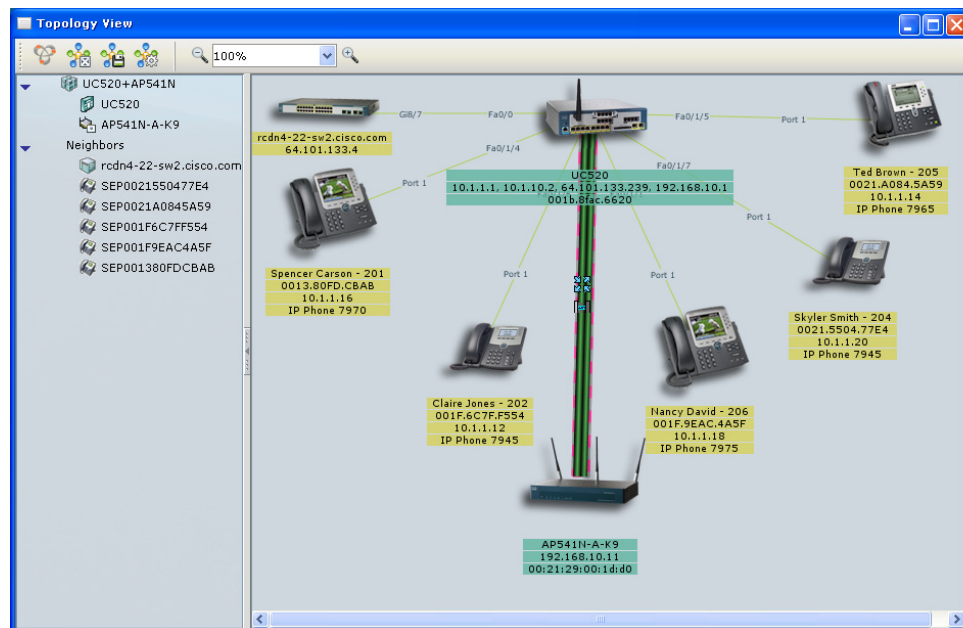 Topology View
100%
UC520+AP541N
UC520
AP541N-A-K9
Neighbors
rcdn4-22-sw2.cisco.com
SEP0021550477E4
SEP0021A0845A59
SEP001F6C7FF554
SEP001F9EAC4A5F
SEP001380FDCBAB
Gi8/7
Fa0/0
rcdn4-22-sw2.cisco.com
64.101.133.4
Fa0/1/5
Port 1
Ted Brown - 205
0021.A084.5A59
10.1.1.14
IP Phone 7965
Fa0/1/4
Port 1
Fa0/1/7
Port 1
UC520
10.1.1.1, 10.1.10.2, 64.101.133.239, 192.168.10.1
001b.8fac.6620
Spencer Carson - 201
0013.80FD.CBAB
10.1.1.16
IP Phone 7970
Port 1
Port 1
Skyler Smith - 204
0021.5504.77E4
10.1.1.20
IP Phone 7945
Claire Jones - 202
001F.6C7F.F554
10.1.1.12
IP Phone 7945
Nancy David - 206
001F.9EAC.4A5F
10.1.1.18
IP Phone 7975
AP541N-A-K9
192.168.10.11
00:21:29:00:1d:d0